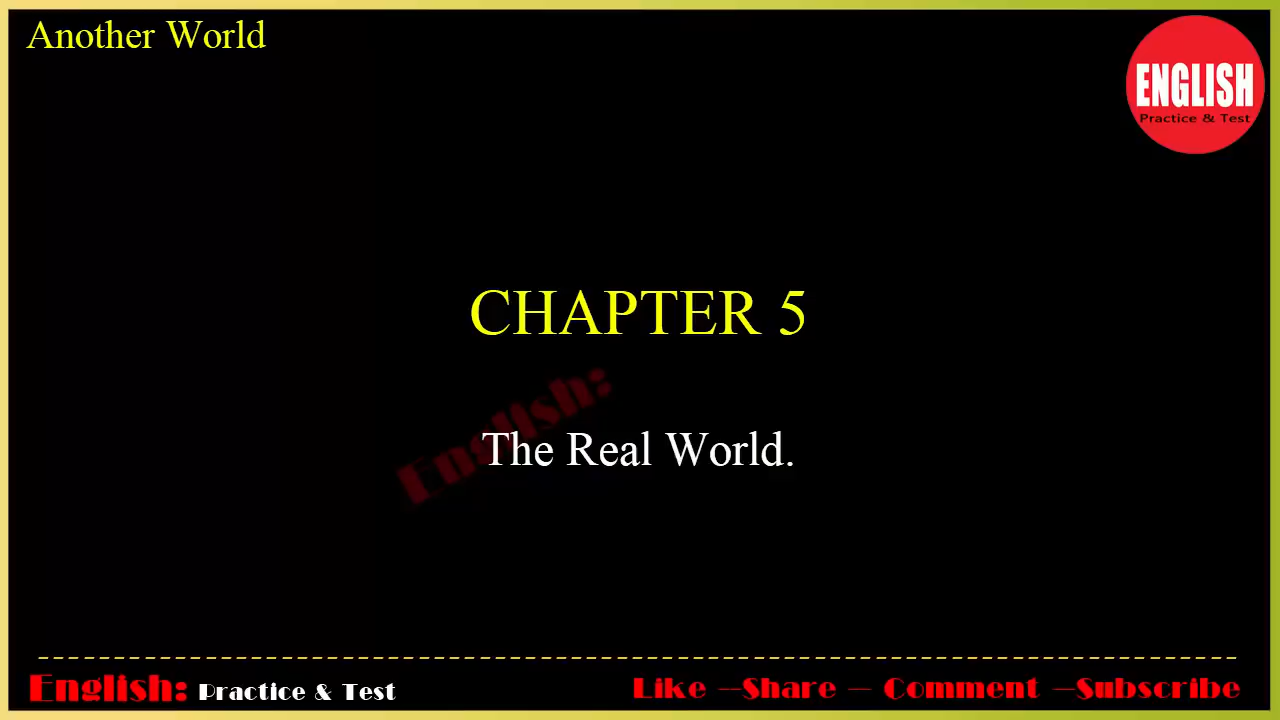 Another World
ENGLISH
Practice & Test
CHAPTER 5
English:
The Real World.
English: Practice & Test
Like —Share — Comment —Subscribe